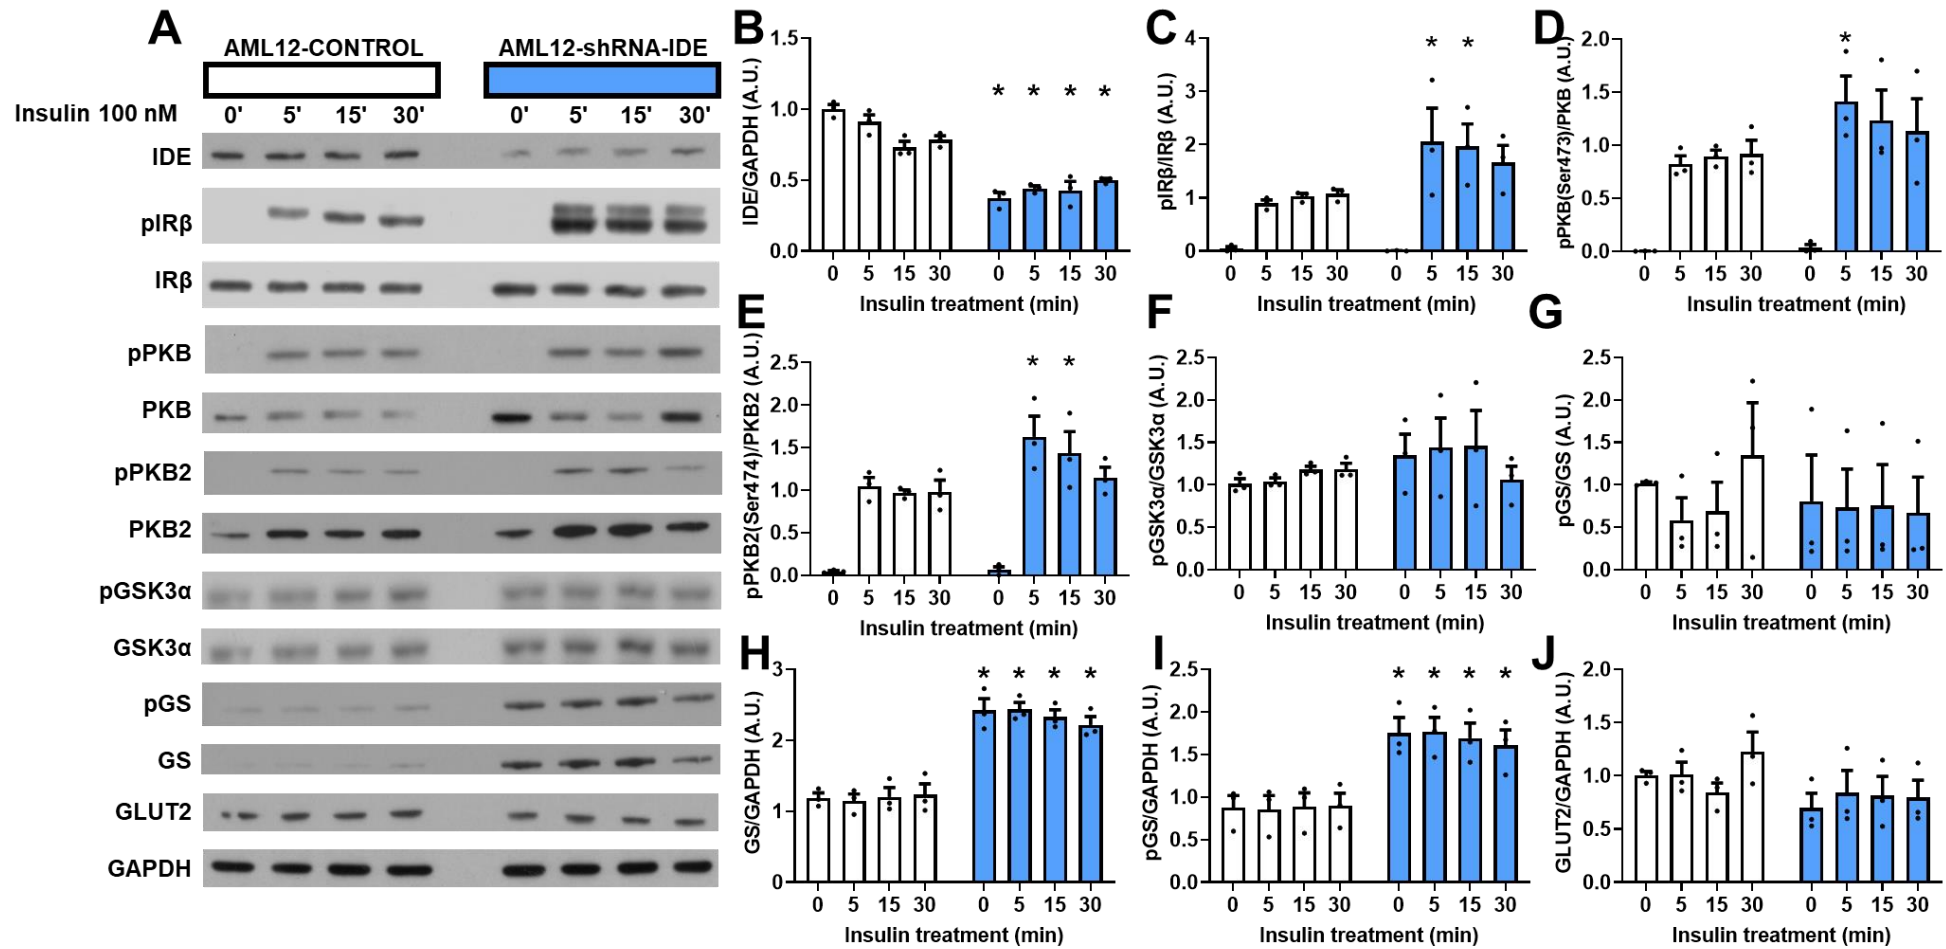 A
AML12-CONTROL
AML12-shRNA-IDE
Insulin 100 nM
0' 5' 15' 30' 0' 5' 15' 30'
IDE
pIRβ
IRβ
pPKB
PKB
pPKB2
PKB2
pGSK3α
GSK3α
pGS
GS
GLUT2
GAPDH
B
IDE/GAPDH (A.U.)
1.5
1.0
0.5
0.0
* * * *
0 5 15 30 0 5 15 30
Insulin treatment (min)
C
pIRβ/IRβ (A.U.)
4
3
2
1
0
* *
0 5 15 30 0 5 15 30
Insulin treatment (min)
D
pPKB(Ser473)/PKB (A.U.)
2.0
1.5
1.0
0.5
0.0
*
0 5 15 30 0 5 15 30
Insulin treatment (min)
E
pPKB2(Ser474)/PKB2 (A.U.)
2.5
2.0
1.5
1.0
0.5
0.0
* *
0 5 15 30 0 5 15 30
Insulin treatment (min)
F
pGSK3α/GSK3α (A.U.)
2.5
2.0
1.5
1.0
0.5
0.0
0 5 15 30 0 5 15 30
Insulin treatment (min)
G
pGS/GS (A.U.)
2.5
2.0
1.5
1.0
0.5
0.0
0 5 15 30 0 5 15 30
Insulin treatment (min)
H
GS/GAPDH (A.U.)
3
2
1
0
* * * *
0 5 15 30 0 5 15 30
Insulin treatment (min)
I
pGS/GAPDH (A.U.)
2.5
2.0
1.5
1.0
0.5
0.0
* * * *
0 5 15 30 0 5 15 30
Insulin treatment (min)
J
GLUT2/GAPDH (A.U.)
2.0
1.5
1.0
0.5
0.0
0 5 15 30 0 5 15 30
Insulin treatment (min)